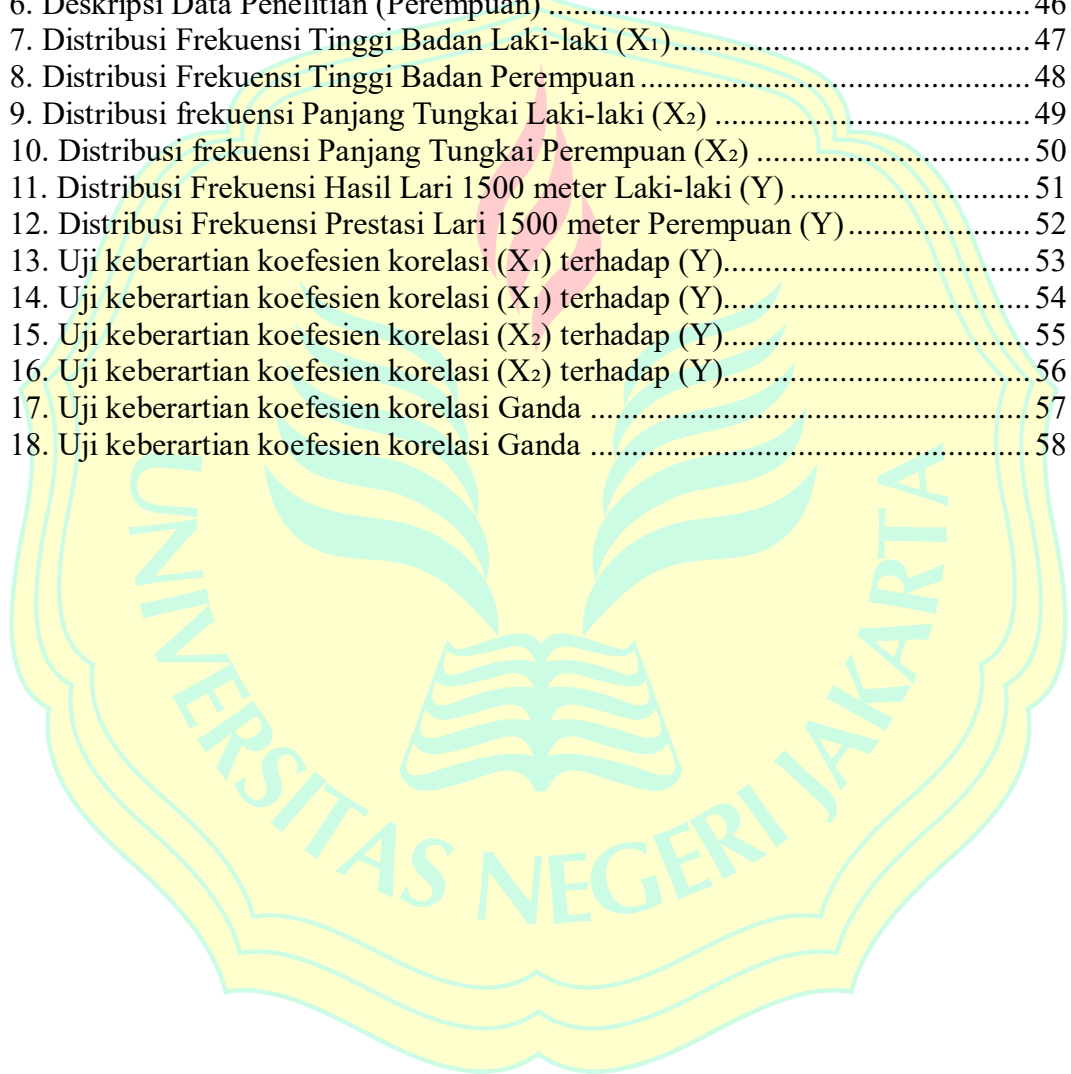 6. Deskripsi Data Penelitian (Perempuan) .......................................................... 46
7. Distribusi Frekuensi Tinggi Badan Laki-laki (X₁).......................................... 47
8. Distribusi Frekuensi Tinggi Badan Perempuan .............................................. 48
9. Distribusi frekuensi Panjang Tungkai Laki-laki (X₂) ..................................... 49
10. Distribusi frekuensi Panjang Tungkai Perempuan (X₂) ................................ 50
11. Distribusi Frekuensi Hasil Lari 1500 meter Laki-laki (Y) ............................ 51
12. Distribusi Frekuensi Prestasi Lari 1500 meter Perempuan (Y)...................... 52
13. Uji keberartian koefesien korelasi (X₁) terhadap (Y).................................... 53
14. Uji keberartian koefesien korelasi (X₁) terhadap (Y).................................... 54
15. Uji keberartian koefesien korelasi (X₂) terhadap (Y).................................... 55
16. Uji keberartian koefesien korelasi (X₂) terhadap (Y).................................... 56
17. Uji keberartian koefesien korelasi Ganda .................................................... 57
18. Uji keberartian koefesien korelasi Ganda .................................................... 58
UNIVERSITAS NEGERI JAKARTA